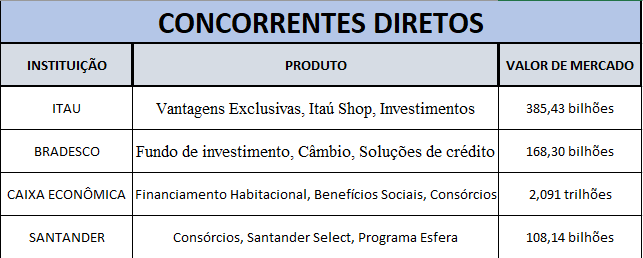 CONCORRENTES DIRETOS
INSTITUIÇÃO PRODUTO VALOR DE MERCADO
ITAU Vantagens Exclusivas, Itaú Shop, Investimentos 385,43 bilhões
BRADESCO Fundo de investimento, Câmbio, Soluções de crédito 168,30 bilhões
CAIXA ECONÔMICA Financiamento Habitacional, Benefícios Sociais, Consórcios 2,091 trilhões
SANTANDER Consórcios, Santander Select, Programa Esfera 108,14 bilhões